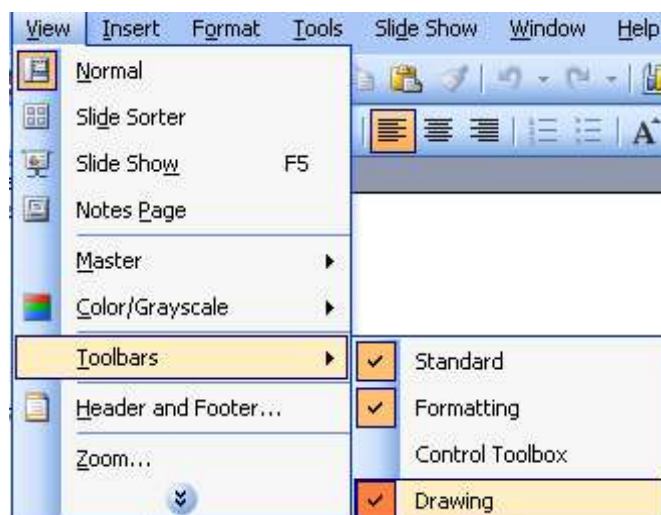 View Insert Format Tools Slide Show Window Help
Normal
Slide Sorter
Slide Show F5
Notes Page
Master
Color/Grayscale
Toolbars
Standard
Header and Footer...
Formatting
Zoom...
Control Toolbox
Drawing